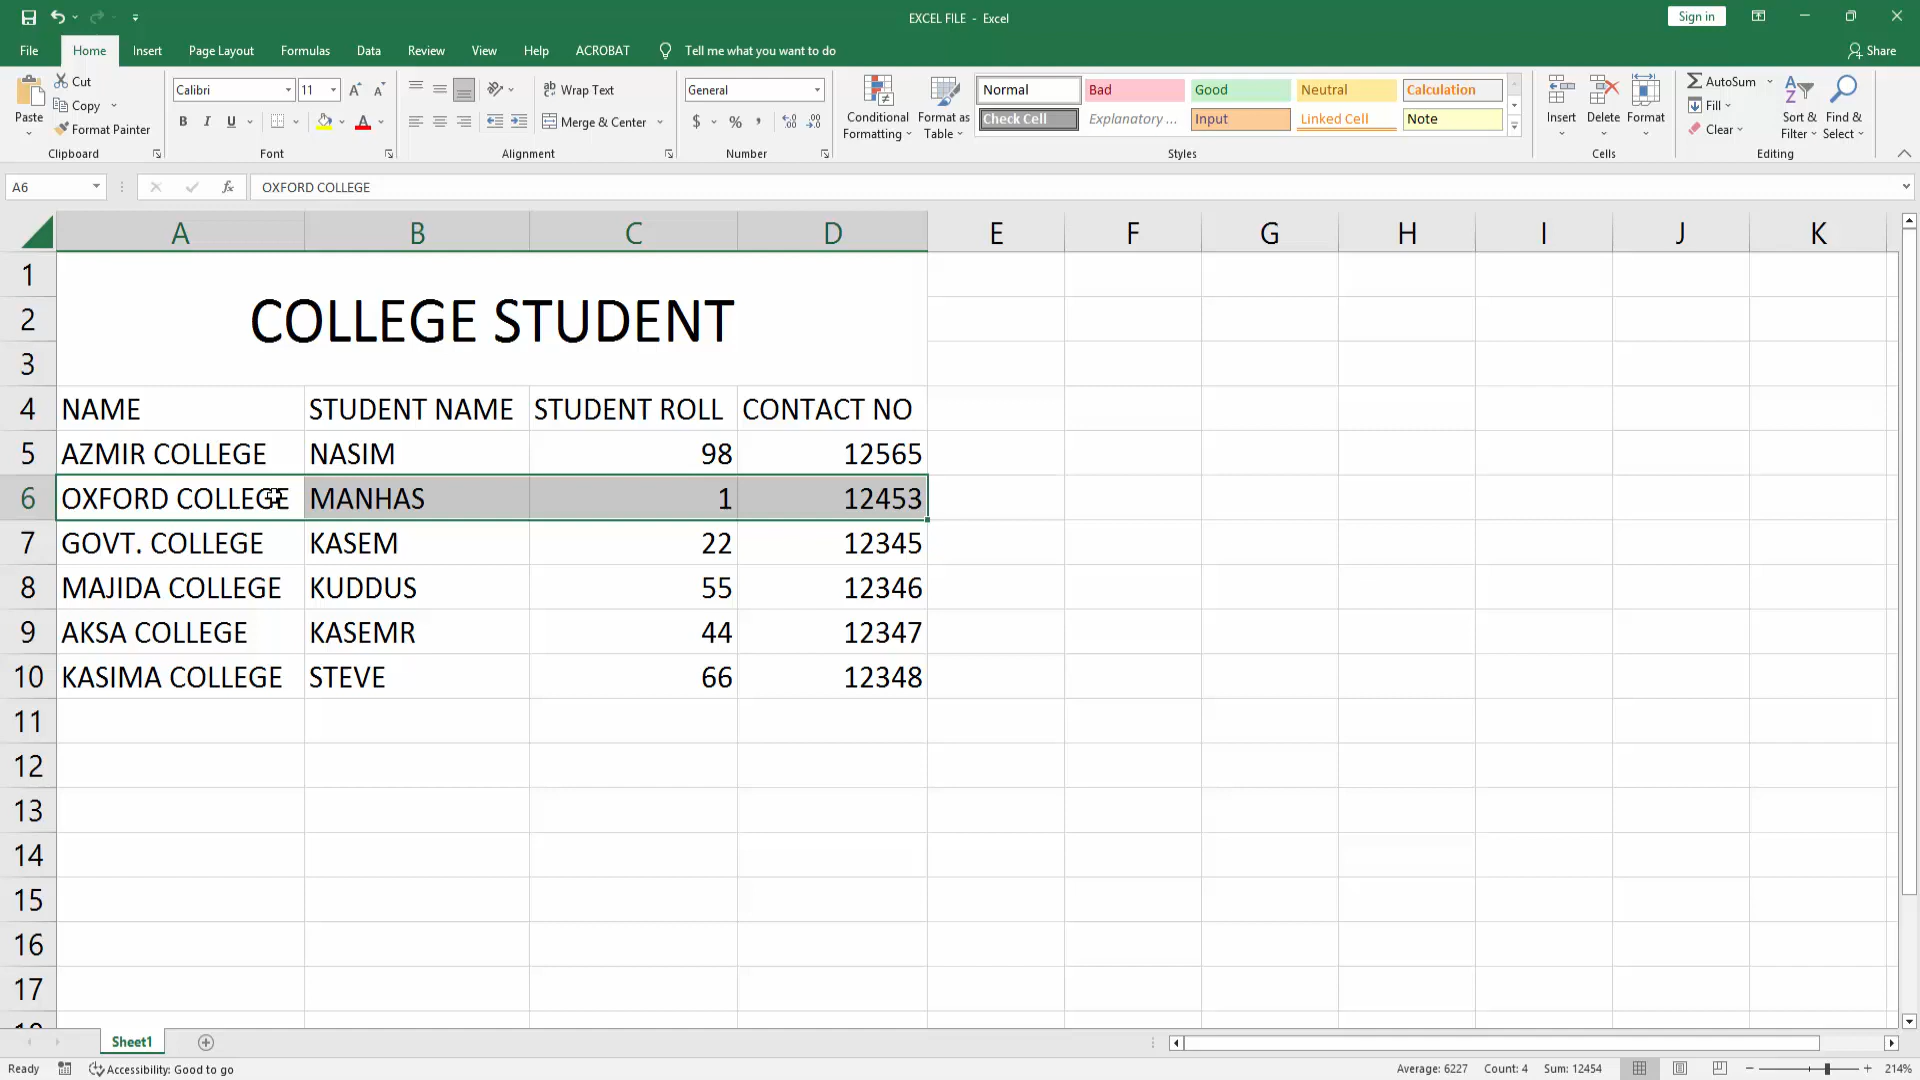 EXCEL FILE - Excel
Sign in
File Home Insert Page Layout Formulas Data Review View Help ACROBAT Tell me what you want to do Share
Paste
Cut
Copy
Format Painter
Clipboard
Calibri 11
B I U
Font
Wrap Text
Merge & Center
Alignment
General
$ % ,
Number
Conditional Formatting
Format as Table
Normal Bad Good Neutral Calculation
Check Cell Explanatory ... Input Linked Cell Note
Styles
Insert Delete Format
Cells
AutoSum
Fill
Clear
Sort & Filter
Find & Select
Editing
A6 fx OXFORD COLLEGE
A B C D E F G H I J K
1
2 COLLEGE STUDENT
3
4 NAME STUDENT NAME STUDENT ROLL CONTACT NO
5 AZMIR COLLEGE NASIM 98 12565
6 OXFORD COLLEGE MANHAS 1 12453
7 GOVT. COLLEGE KASEM 22 12345
8 MAJIDA COLLEGE KUDDUS 55 12346
9 AKSA COLLEGE KASEMR 44 12347
10 KASIMA COLLEGE STEVE 66 12348
11
12
13
14
15
16
17
Sheet1
Ready Accessibility: Good to go Average: 6227 Count: 4 Sum: 12454 214%